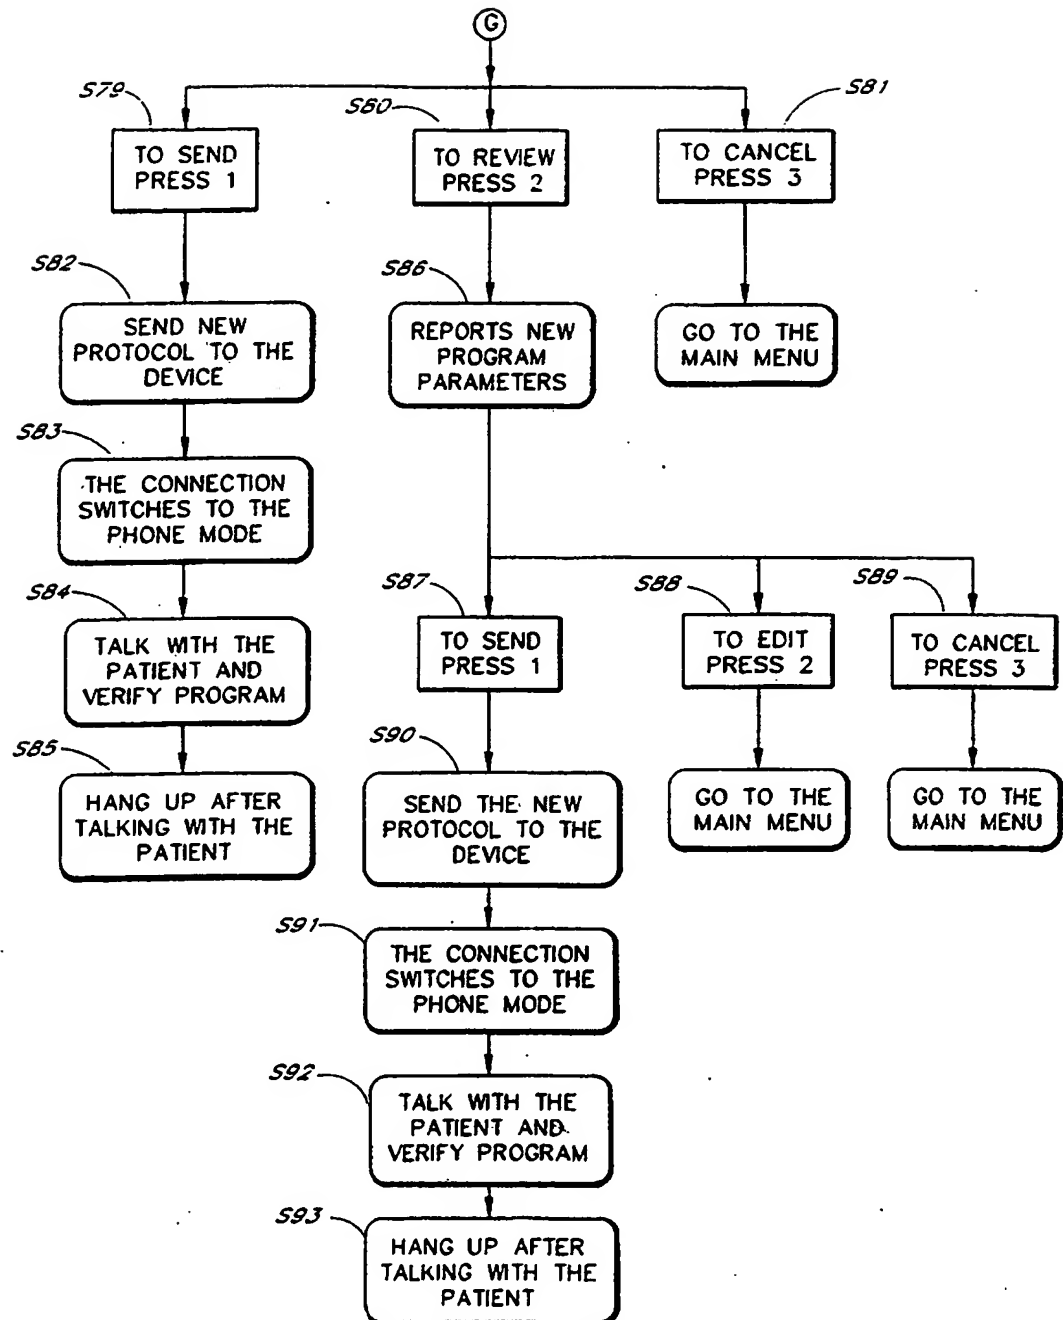 G
S79
TO SEND
PRESS 1
S80
TO REVIEW
PRESS 2
S81
TO CANCEL
PRESS 3
S82
SEND NEW
PROTOCOL TO THE
DEVICE
S86
REPORTS NEW
PROGRAM
PARAMETERS
GO TO THE
MAIN MENU
S83
THE CONNECTION
SWITCHES TO THE
PHONE MODE
S84
TALK WITH THE
PATIENT AND
VERIFY PROGRAM
S85
HANG UP AFTER
TALKING WITH THE
PATIENT
S87
TO SEND
PRESS 1
S88
TO EDIT
PRESS 2
S89
TO CANCEL
PRESS 3
S90
SEND THE NEW
PROTOCOL TO THE
DEVICE
GO TO THE
MAIN MENU
GO TO THE
MAIN MENU
S91
THE CONNECTION
SWITCHES TO THE
PHONE MODE
S92
TALK WITH THE
PATIENT AND
VERIFY PROGRAM
S93
HANG UP AFTER
TALKING WITH THE
PATIENT